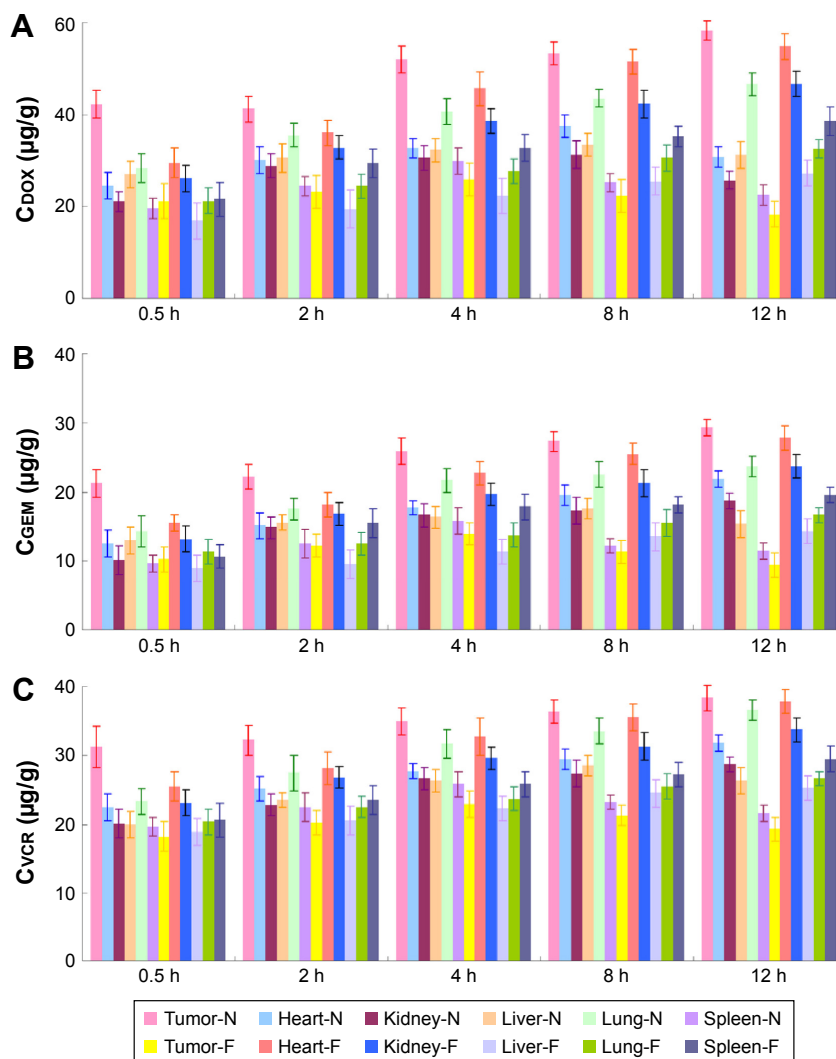 A
60
40
20
0
CDOX (µg/g)
0.5 h 2 h 4 h 8 h 12 h
B
40
30
20
10
0
CGEM (µg/g)
0.5 h 2 h 4 h 8 h 12 h
C
40
30
20
10
0
CVCR (µg/g)
0.5 h 2 h 4 h 8 h 12 h
Tumor-N Heart-N Kidney-N Liver-N Lung-N Spleen-N
Tumor-F Heart-F Kidney-F Liver-F Lung-F Spleen-F